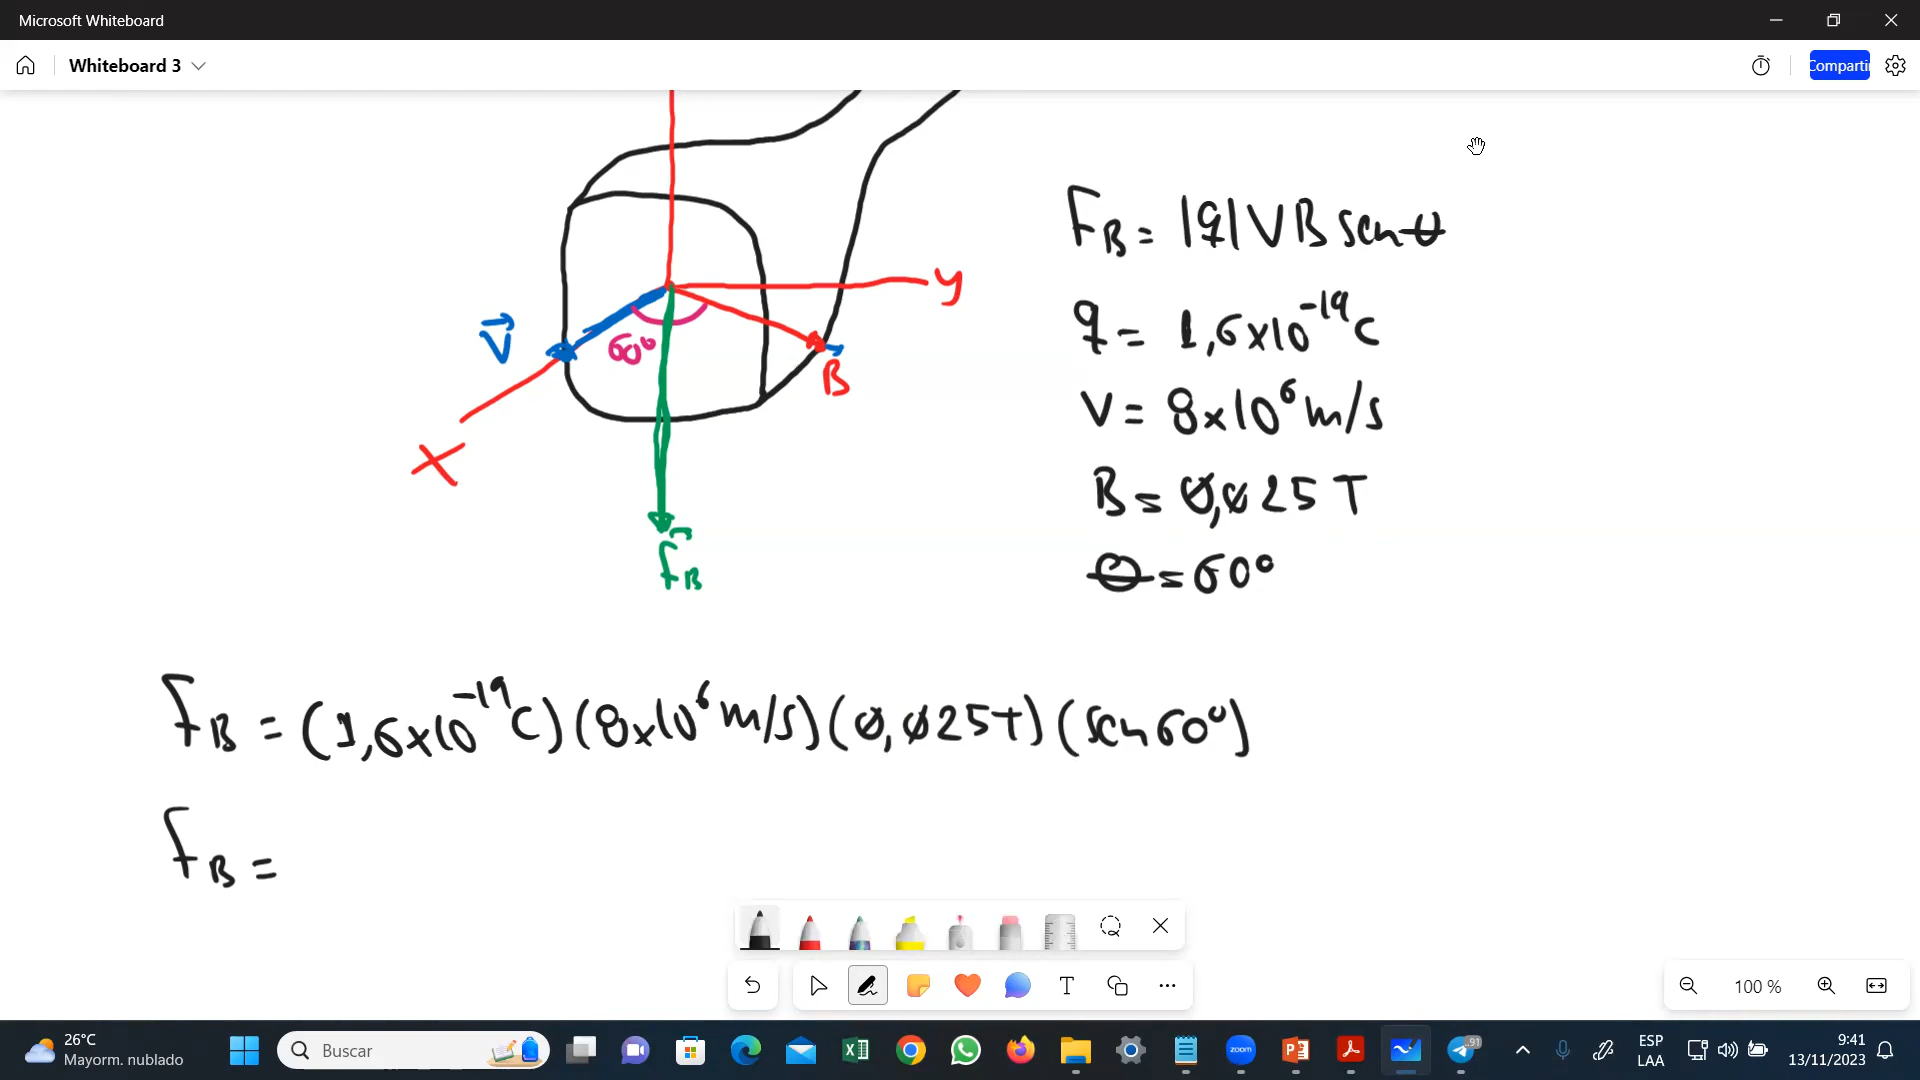 Microsoft Whiteboard
Whiteboard 3
Comparti
y
V
60°
B
X
F_B
F_B = |q| V B sen θ
q = 1,6x10^-19 C
V = 8x10^6 m/s
B = 0,025 T
θ = 60°
F_B = (1,6x10^-19 C)(8x10^6 m/s)(0,025T)(sen 60°)
F_B =
100 %
26°C
Mayorm. nublado
Buscar
zoom
91
ESP
LAA
9:41
13/11/2023